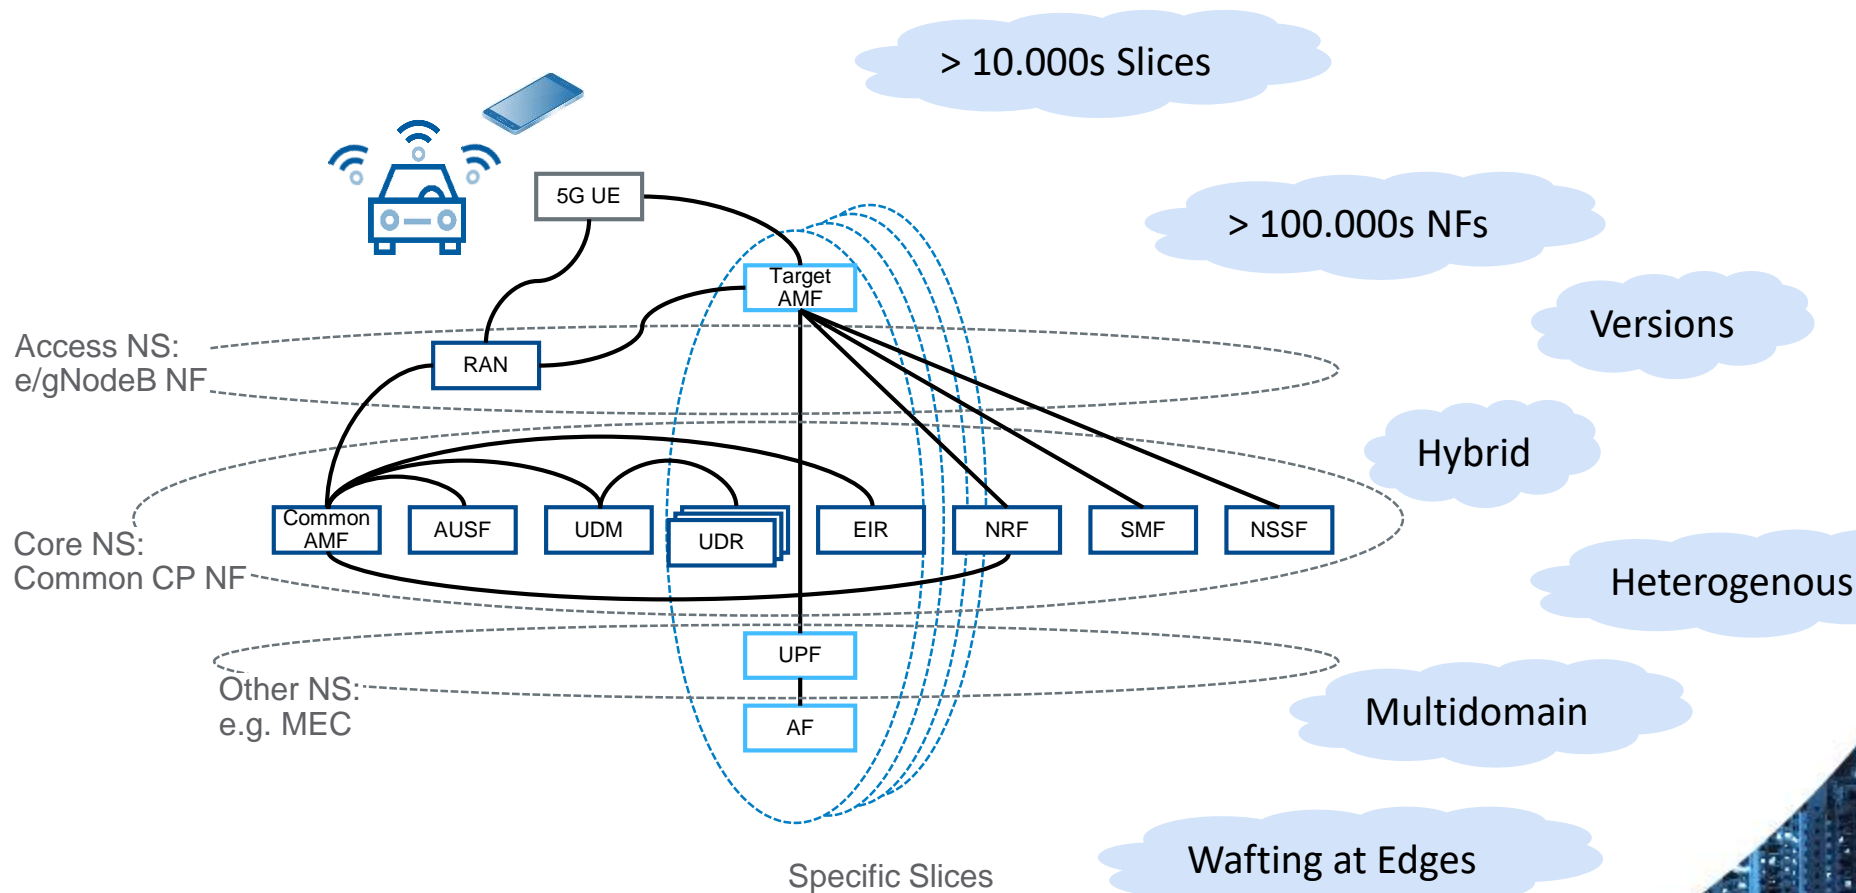 > 10.000s Slices
5G UE
> 100.000s NFs
Target
AMF
Versions
Access NS:
e/gNodeB NF
RAN
Hybrid
Common
AMF
AUSF
UDM
UDR
EIR
NRF
SMF
NSSF
Core NS:
Common CP NF
Heterogenous
UPF
Other NS:
e.g. MEC
AF
Multidomain
Wafting at Edges
Specific Slices